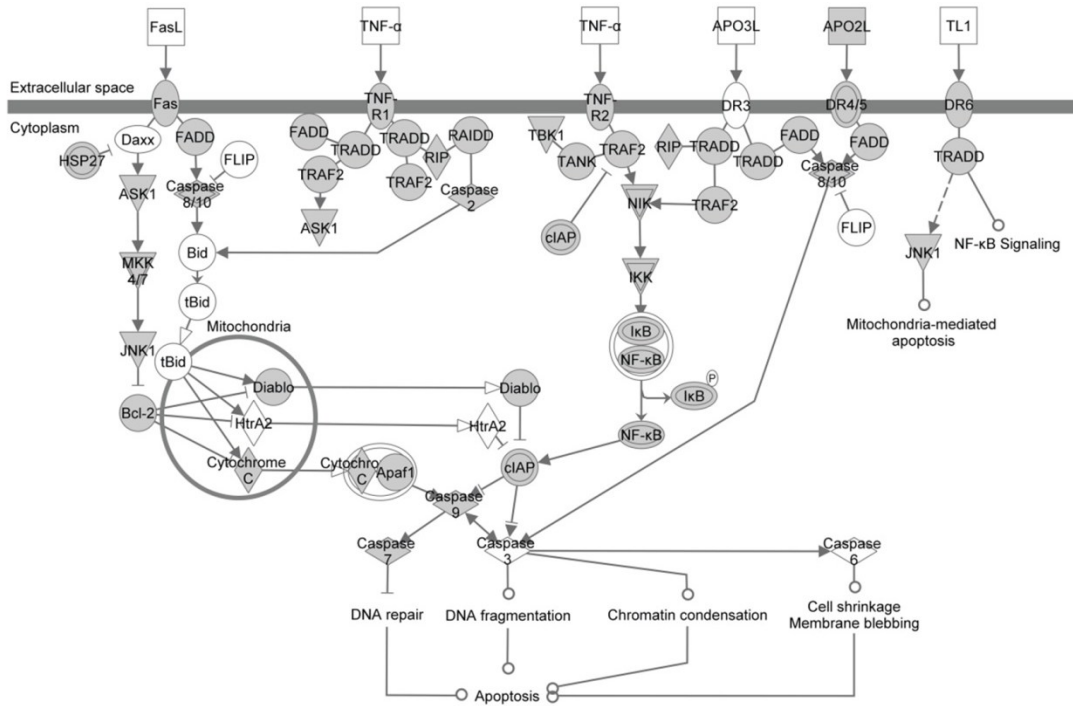 FasL
TNF-α
TNF-α
APO3L
APO2L
TL1
Extracellular space
Fas
TNF-
R1
TNF-
R2
DR3
DR4/5
DR6
Cytoplasm
Daxx
FADD
HSP27
FLIP
ASK1
Caspase
8/10
FADD
TRADD
TRADD
RIP
RAIDD
TRAF2
TRAF2
Caspase
2
ASK1
TBK1
TANK
TRAF2
RIP
TRADD
TRADD
FADD
FADD
Caspase
8/10
NIK
TRAF2
cIAP
FLIP
TRADD
JNK1
NF-κB Signaling
Mitochondria-mediated
apoptosis
MKK
4/7
Bid
tBid
IKK
JNK1
Mitochondria
tBid
IκB
NF-κB
P
IκB
NF-κB
Bcl-2
Diablo
Diablo
HtrA2
HtrA2
Cytochrome
C
Cytochro
C
Apaf1
cIAP
Caspase
9
Caspase
7
Caspase
3
Caspase
6
DNA repair
DNA fragmentation
Chromatin condensation
Cell shrinkage
Membrane blebbing
Apoptosis